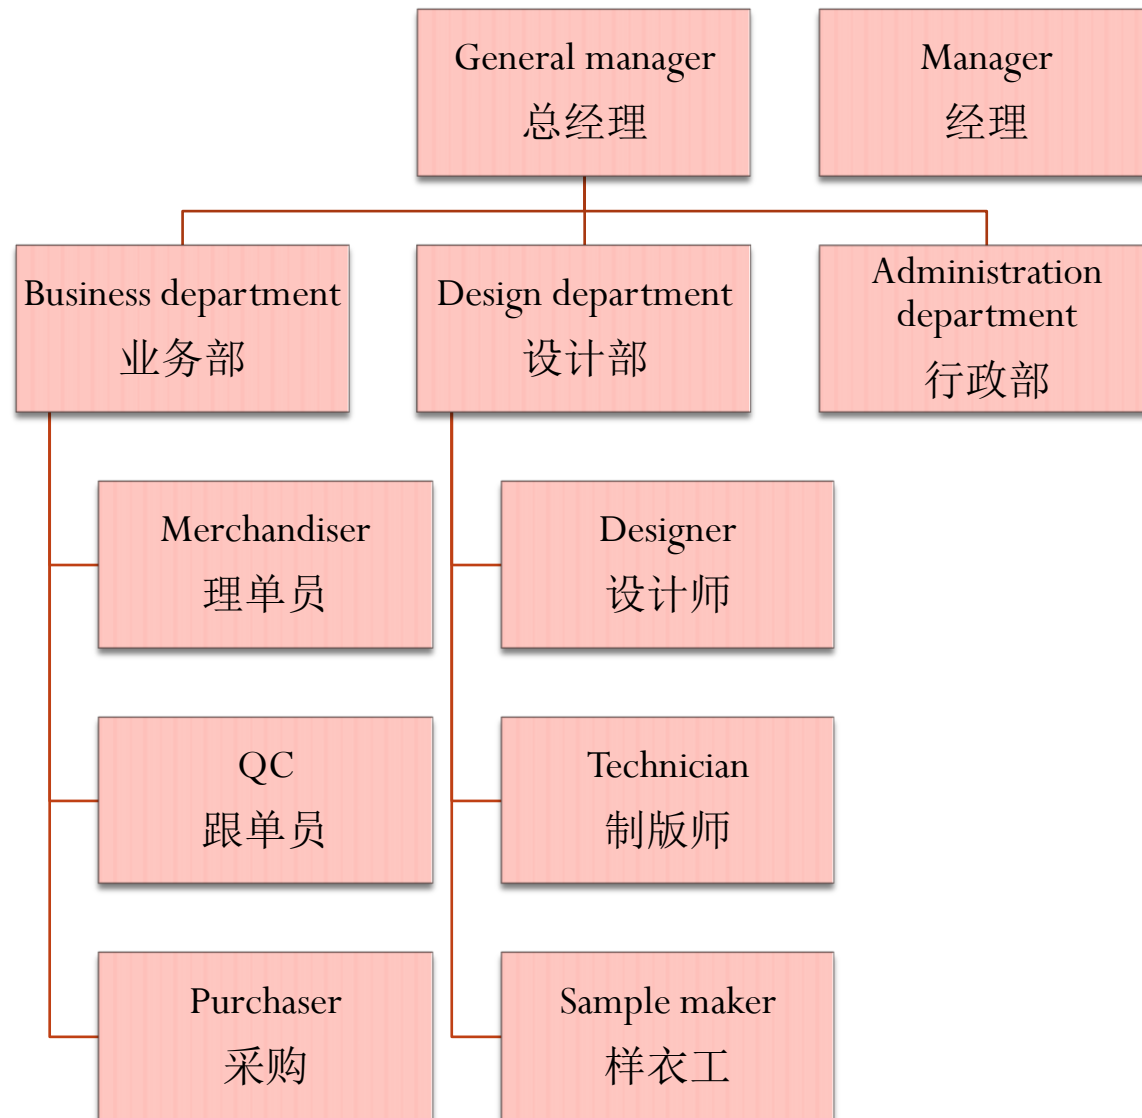 General manager
总经理
Manager
经理
Business department
业务部
Design department
设计部
Administration
department
行政部
Merchandiser
理单员
Designer
设计师
QC
跟单员
Technician
制版师
Purchaser
采购
Sample maker
样衣工